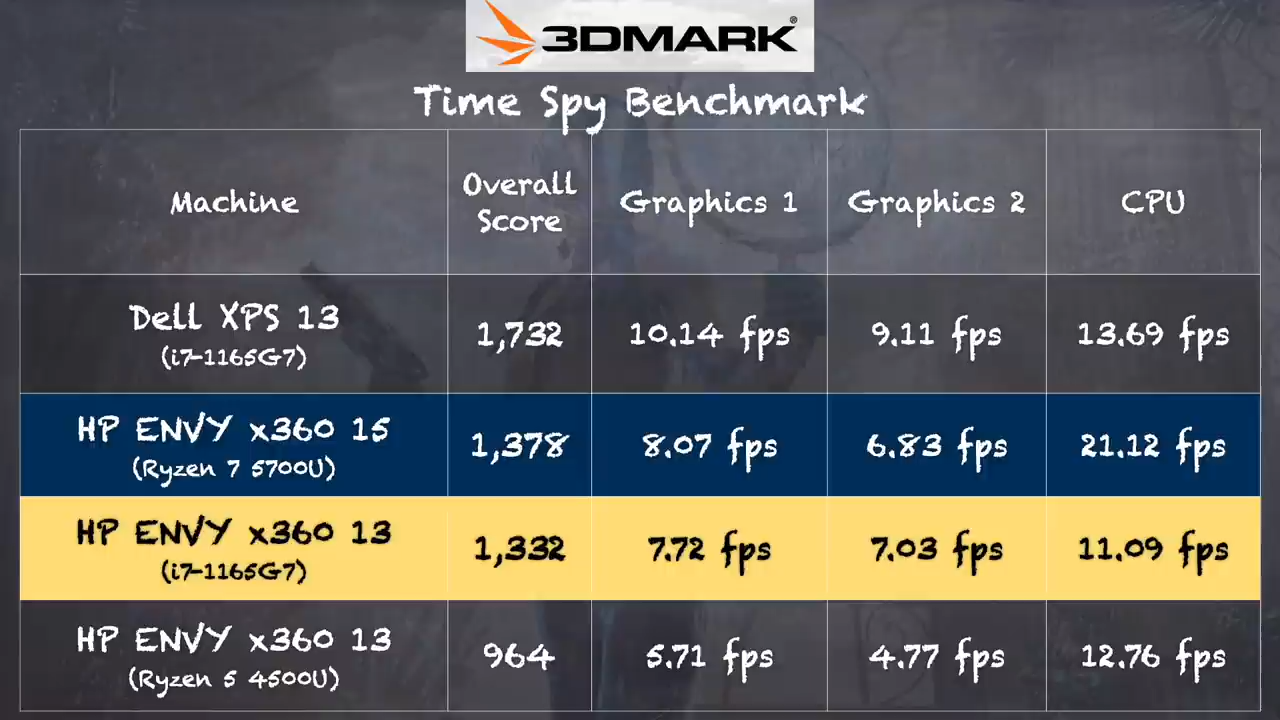 3DMARK®
Time Spy Benchmark
Machine
Overall
Score
Graphics 1
Graphics 2
CPU
Dell XPS 13
(i7-1165G7)
1,732
10.14 fps
9.11 fps
13.69 fps
HP ENVY x360 15
(Ryzen 7 5700U)
1,378
8.07 fps
6.83 fps
21.12 fps
HP ENVY x360 13
(i7-1165G7)
1,332
7.72 fps
7.03 fps
11.09 fps
HP ENVY x360 13
(Ryzen 5 4500U)
964
5.71 fps
4.77 fps
12.76 fps